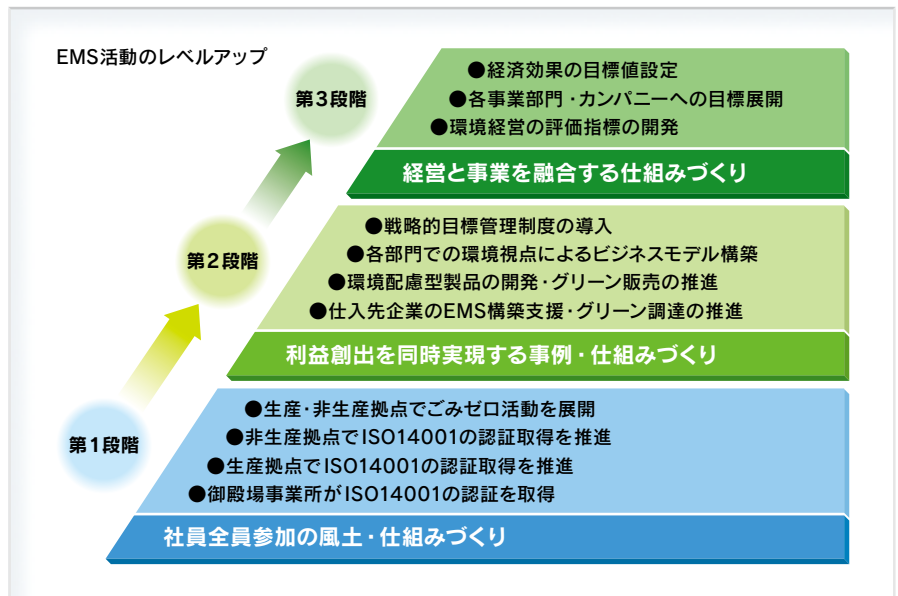 EMS活動のレベルアップ
第3段階
●経済効果の目標値設定
●各事業部門・カンパニーへの目標展開
●環境経営の評価指標の開発
経営と事業を融合する仕組みづくり
第2段階
●戦略的目標管理制度の導入
●各部門での環境視点によるビジネスモデル構築
●環境配慮型製品の開発・グリーン販売の推進
●仕入先企業のEMS構築支援・グリーン調達の推進
利益創出を同時実現する事例・仕組みづくり
第1段階
●生産・非生産拠点でごみゼロ活動を展開
●非生産拠点でISO14001の認証取得を推進
●生産拠点でISO14001の認証取得を推進
●御殿場事業所がISO14001の認証を取得
社員全員参加の風土・仕組みづくり